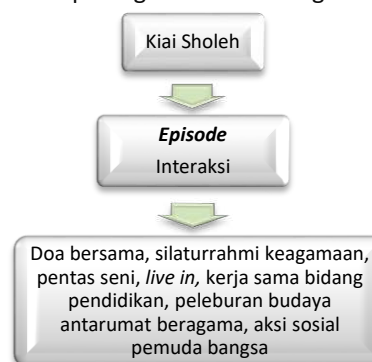 Kiai Sholeh
Episode
Interaksi
Doa bersama, silaturrahmi keagamaan,
pentas seni, live in, kerja sama bidang
pendidikan, peleburan budaya
antarumat beragama, aksi sosial
pemuda bangsa